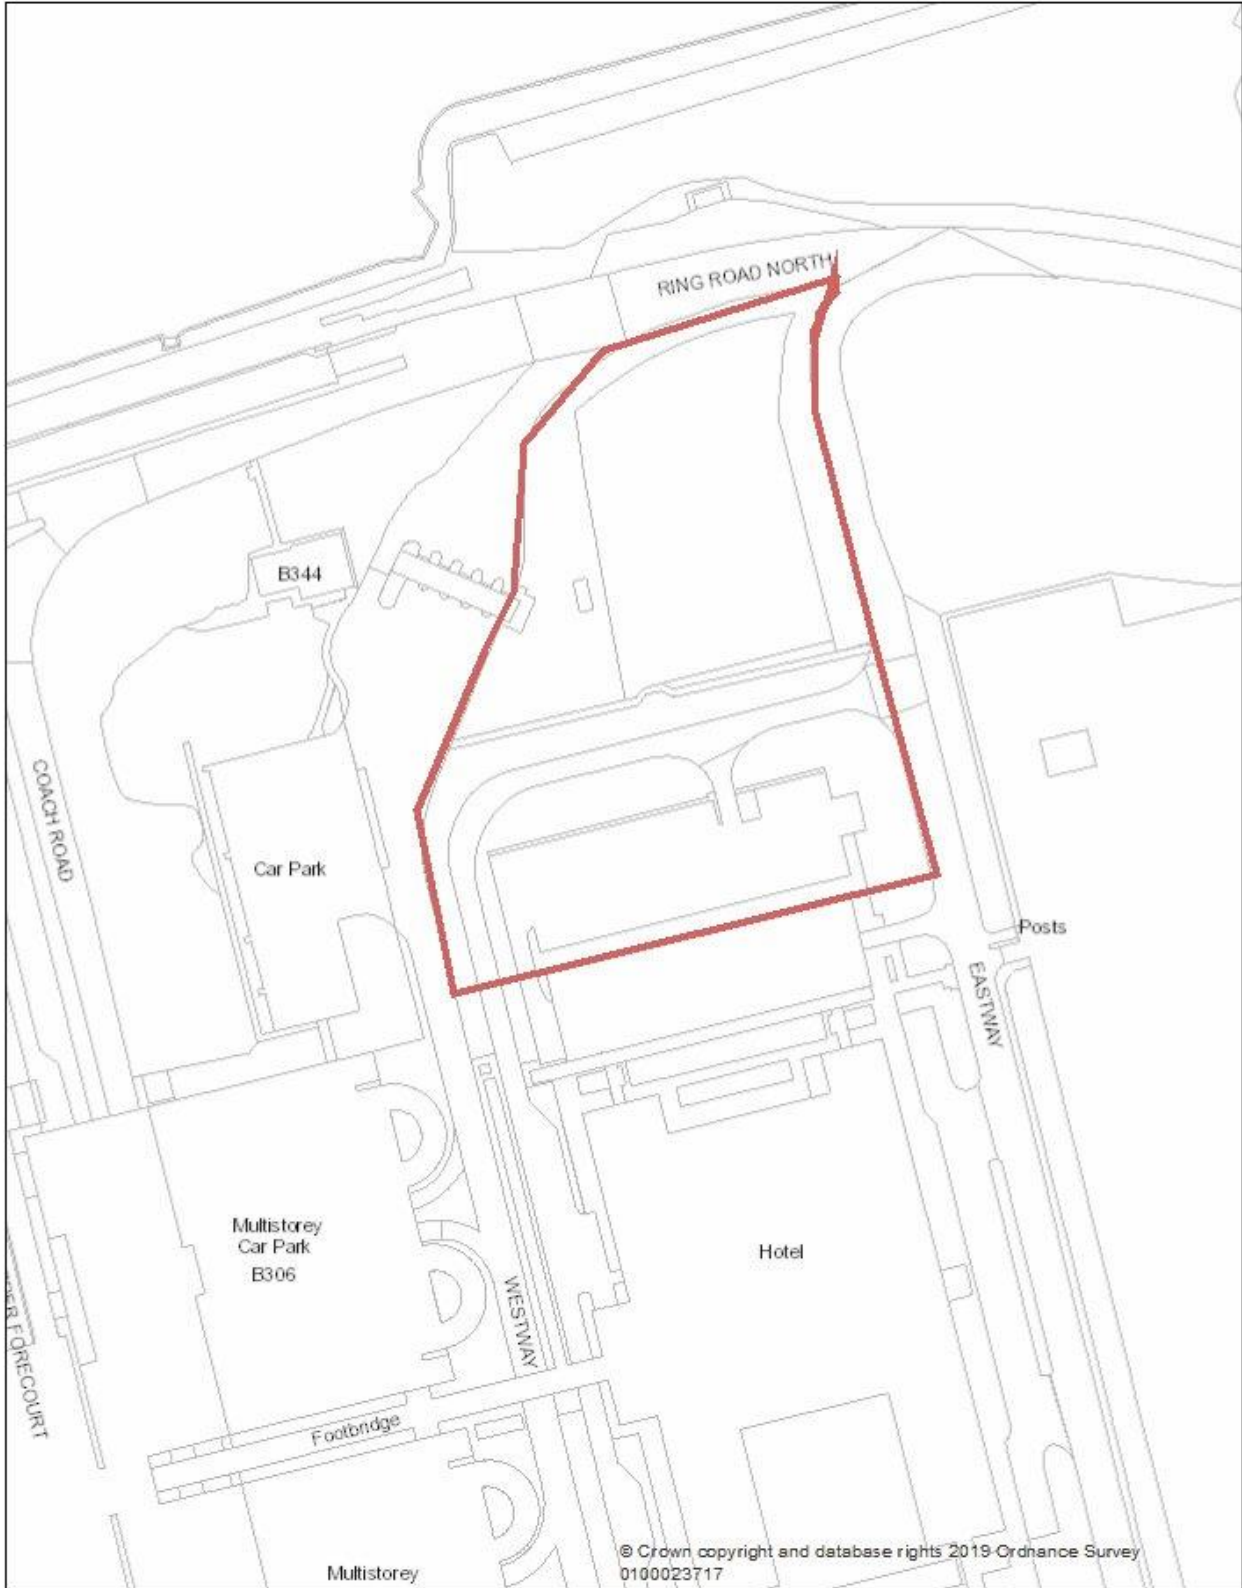 RING ROAD NORTH
B344
COACH ROAD
Car Park
Posts
EASTWAY
Multistorey
Car Park
B306
Hotel
WESTWAY
FORECOURT
Footbridge
Multistorey
© Crown copyright and database rights 2019 Ordnance Survey
0100023717